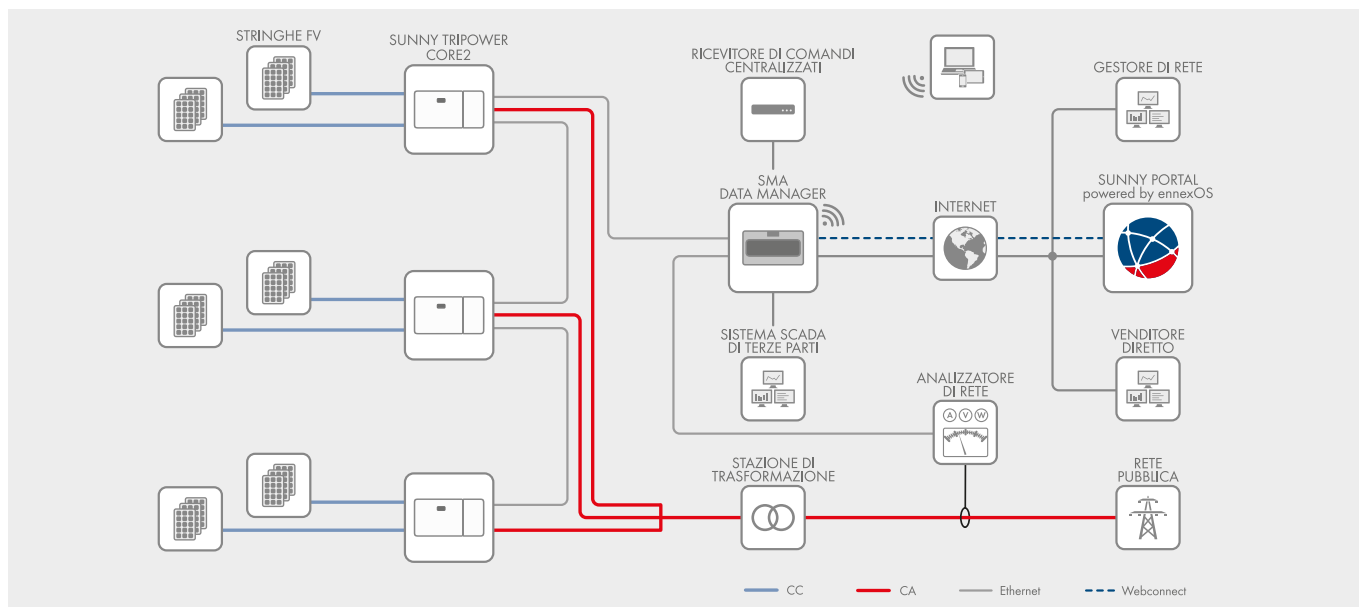 STRINGHE FV
SUNNY TRIPOWER
CORE2
RICEVITORE DI COMANDI
CENTRALIZZATI
GESTORE DI RETE
SMA
DATA MANAGER
INTERNET
SUNNY PORTAL
powered by ennexOS
SISTEMA SCADA
DI TERZE PARTI
VENDITORE
DIRETTO
ANALIZZATORE
DI RETE
A V W
STAZIONE DI
TRASFORMAZIONE
RETE
PUBBLICA
CC
CA
Ethernet
Webconnect